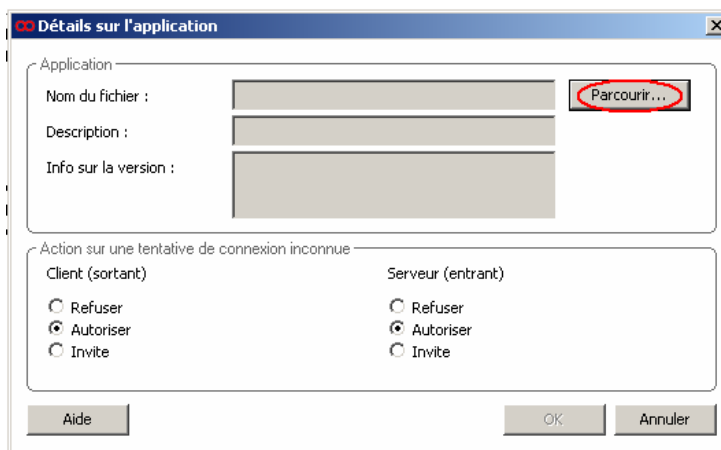 Détails sur l'application
Application
Nom du fichier :
Parcourir...
Description :
Info sur la version :
Action sur une tentative de connexion inconnue
Client (sortant)
Serveur (entrant)
Refuser
Refuser
Autoriser
Autoriser
Invite
Invite
Aide
OK
Annuler